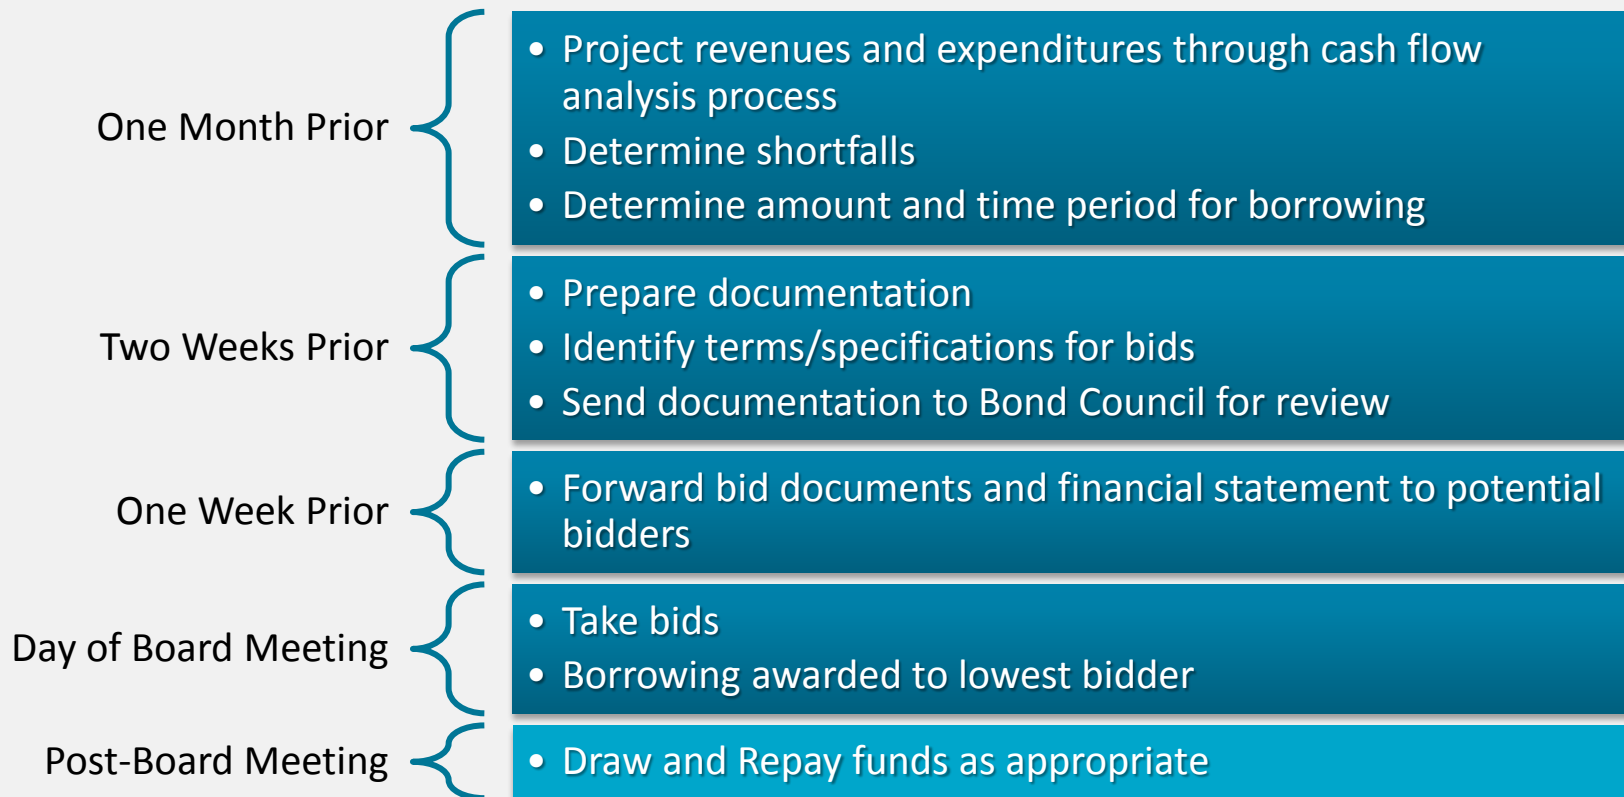 One Month Prior
• Project revenues and expenditures through cash flow
analysis process
• Determine shortfalls
• Determine amount and time period for borrowing
Two Weeks Prior
• Prepare documentation
• Identify terms/specifications for bids
• Send documentation to Bond Council for review
One Week Prior
• Forward bid documents and financial statement to potential
bidders
Day of Board Meeting
• Take bids
• Borrowing awarded to lowest bidder
Post-Board Meeting
• Draw and Repay funds as appropriate